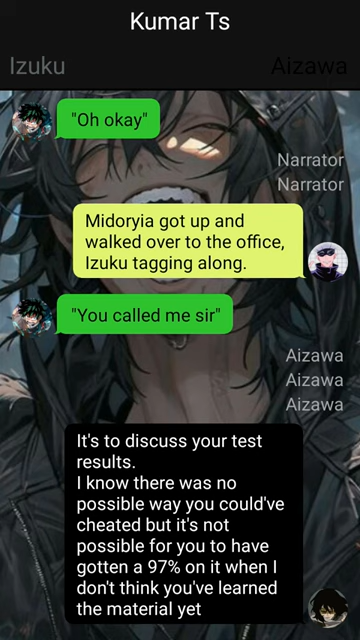 Kumar Ts
Izuku
Aizawa
"Oh okay"
Narrator
Narrator
Midoryia got up and
walked over to the office,
Izuku tagging along.
"You called me sir"
Aizawa
Aizawa
Aizawa
It's to discuss your test
results.
I know there was no
possible way you could've
cheated but it's not
possible for you to have
gotten a 97% on it when I
don't think you've learned
the material yet